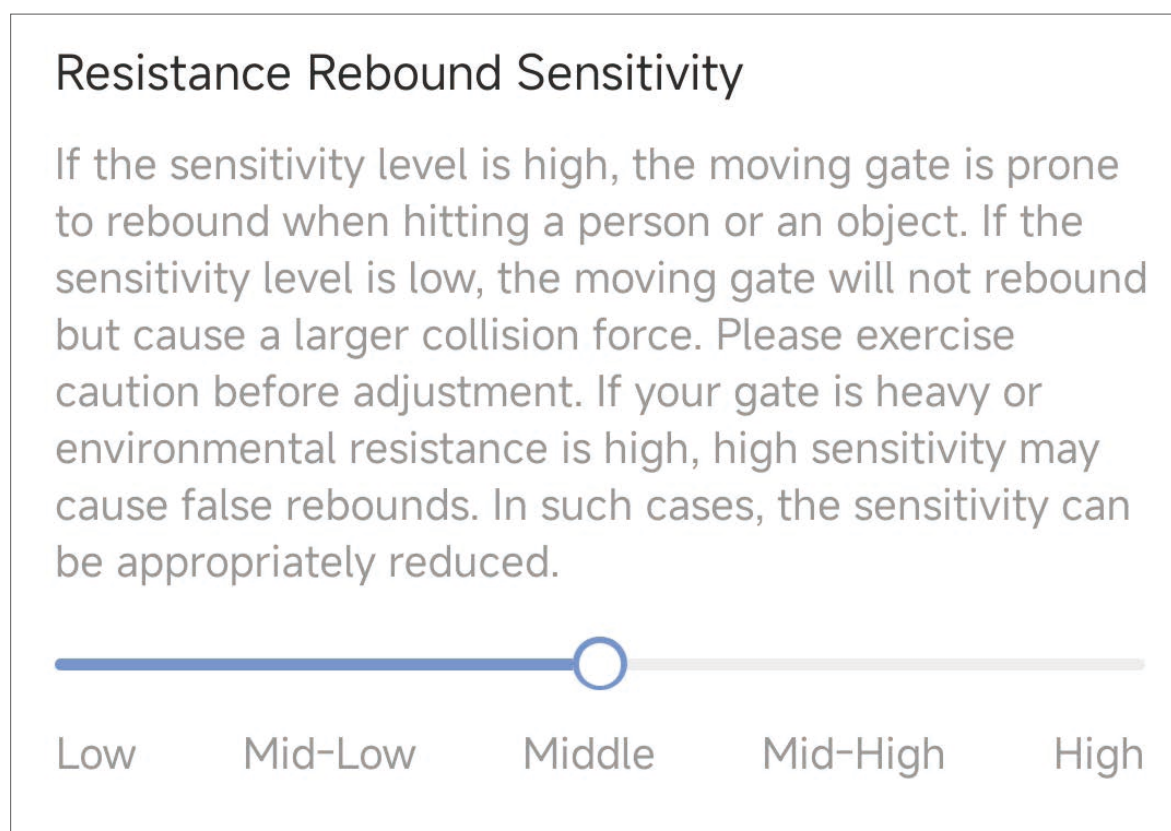 Resistance Rebound Sensitivity
If the sensitivity level is high, the moving gate is prone
to rebound when hitting a person or an object. If the
sensitivity level is low, the moving gate will not rebound
but cause a larger collision force. Please exercise
caution before adjustment. If your gate is heavy or
environmental resistance is high, high sensitivity may
cause false rebounds. In such cases, the sensitivity can
be appropriately reduced.
Low Mid-Low Middle Mid-High High